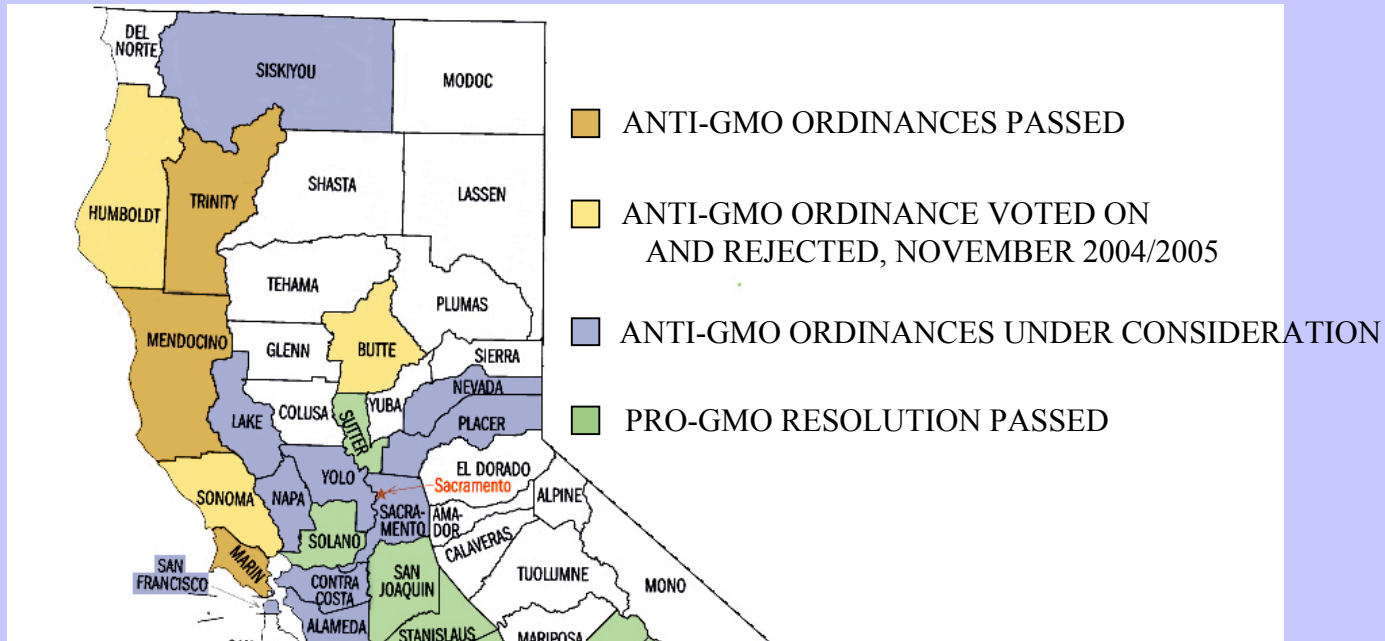 DEL
NORTE
SISKIYOU
MODOC
ANTI-GMO ORDINANCES PASSED
HUMBOLDT
TRINITY
SHASTA
LASSEN
ANTI-GMO ORDINANCE VOTED ON
AND REJECTED, NOVEMBER 2004/2005
TEHAMA
PLUMAS
MENDOCINO
GLENN
BUTTE
SIERRA
ANTI-GMO ORDINANCES UNDER CONSIDERATION
NEVADA
LAKE
COLUSA
SUTTER
YUBA
PLACER
PRO-GMO RESOLUTION PASSED
SONOMA
NAPA
YOLO
EL DORADO
Sacramento
ALPINE
SACRA-
MENTO
AMA-
DOR
SOLANO
CALAVERAS
MARIN
SAN
FRANCISCO
CONTRA
COSTA
SAN
JOAQUIN
TUOLUMNE
MONO
ALAMEDA
STANISLAUS
MARIPOSA